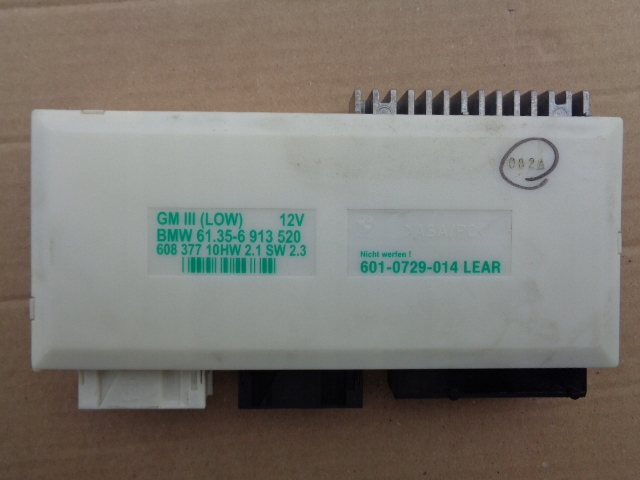 082A
GM III (LOW) 12V
BMW 61.35-6 913 520
608 377 10HW 2.1 SW 2.3
Nicht werfen !
601-0729-014 LEAR